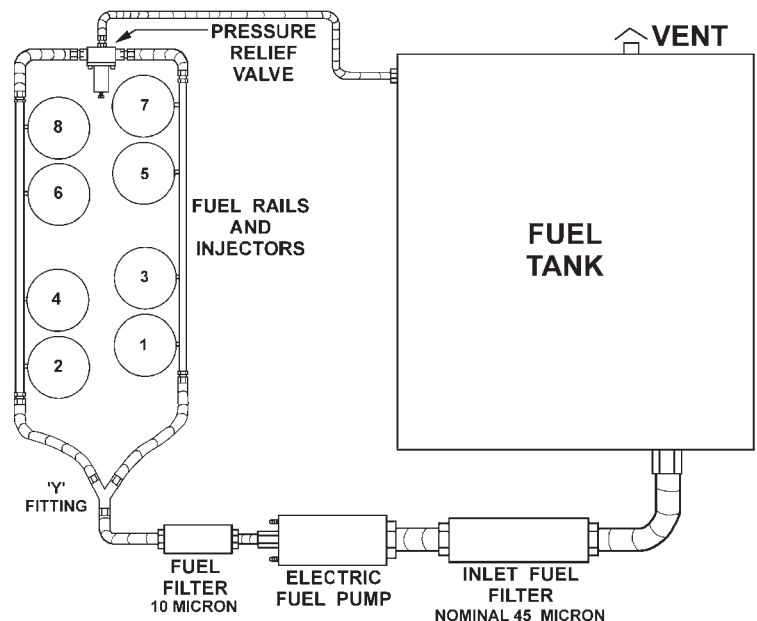 PRESSURE
RELIEF
VALVE
VENT
8
7
6
5
FUEL RAILS
AND
INJECTORS
FUEL
TANK
4
3
2
1
'Y'
FITTING
FUEL
FILTER
10 MICRON
ELECTRIC
FUEL PUMP
INLET FUEL
FILTER
NOMINAL 45 MICRON